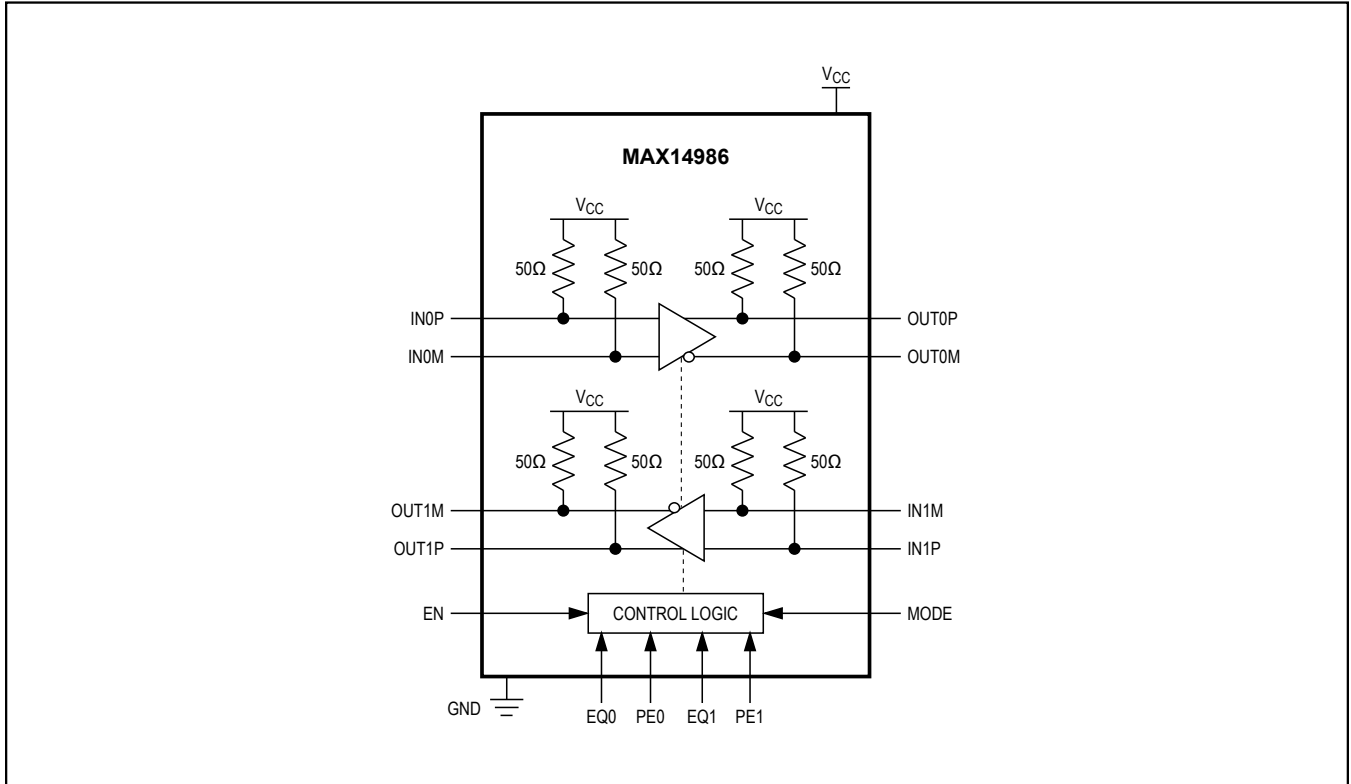 VCC
MAX14986
VCC VCC
50Ω 50Ω 50Ω 50Ω
IN0P OUT0P
IN0M OUT0M
VCC VCC
50Ω 50Ω 50Ω 50Ω
OUT1M IN1M
OUT1P IN1P
EN CONTROL LOGIC MODE
GND EQ0 PE0 EQ1 PE1